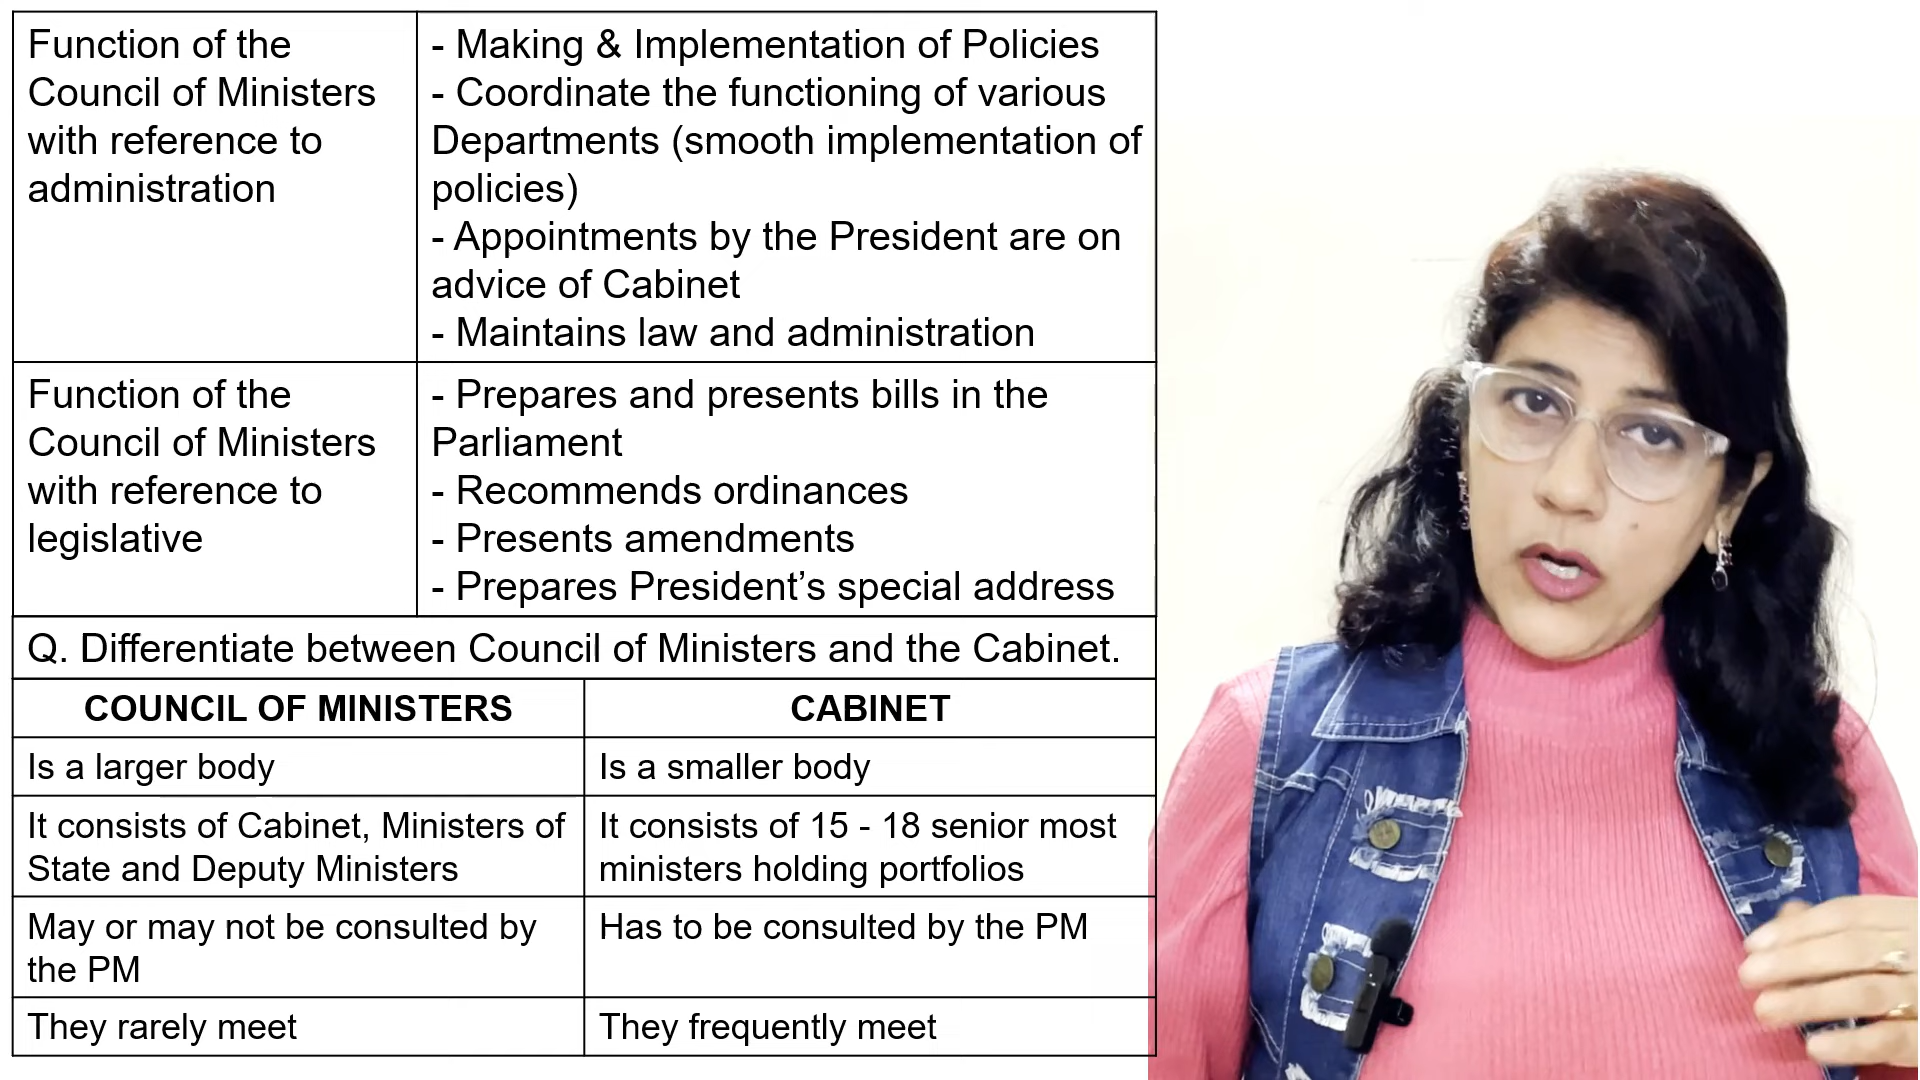 Function of the
Council of Ministers
with reference to
administration
- Making & Implementation of Policies
- Coordinate the functioning of various
Departments (smooth implementation of
policies)
- Appointments by the President are on
advice of Cabinet
- Maintains law and administration
Function of the
Council of Ministers
with reference to
legislative
- Prepares and presents bills in the
Parliament
- Recommends ordinances
- Presents amendments
- Prepares President’s special address
Q. Differentiate between Council of Ministers and the Cabinet.
COUNCIL OF MINISTERS
CABINET
Is a larger body
Is a smaller body
It consists of Cabinet, Ministers of
State and Deputy Ministers
It consists of 15 - 18 senior most
ministers holding portfolios
May or may not be consulted by
the PM
Has to be consulted by the PM
They rarely meet
They frequently meet